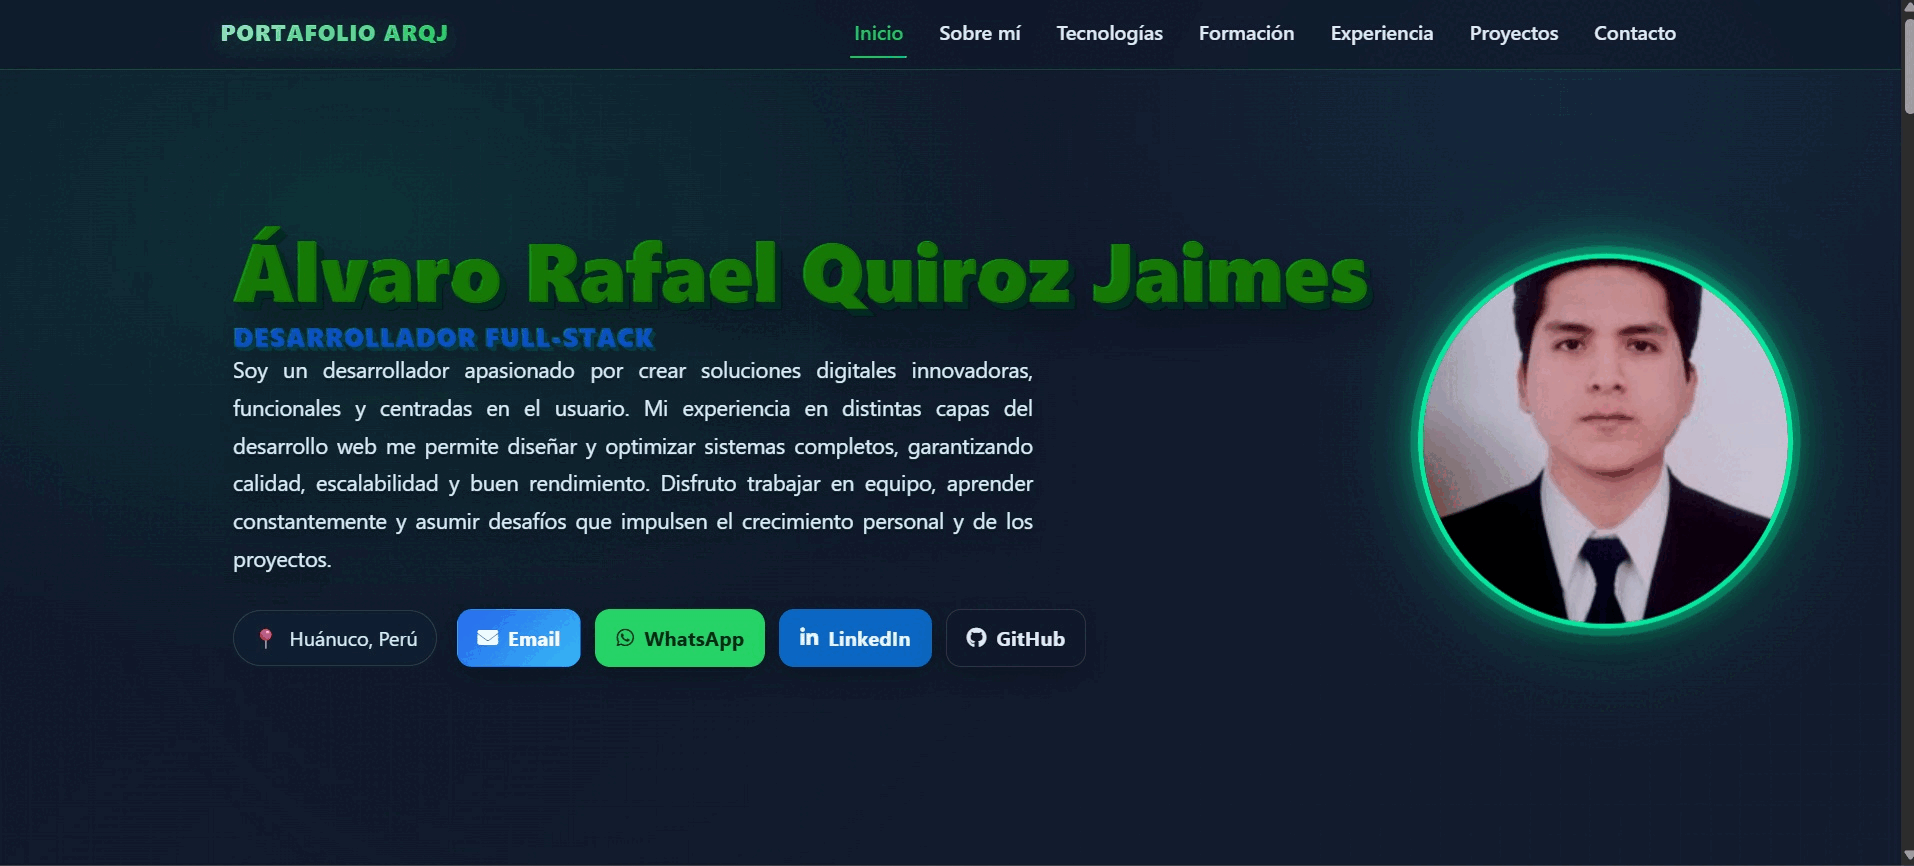 PORTAFOLIO ARQJ
Inicio Sobre mí Tecnologías Formación Experiencia Proyectos Contacto
Álvaro Rafael Quiroz Jaimes
DESARROLLADOR FULL-STACK
Soy un desarrollador apasionado por crear soluciones digitales innovadoras,
funcionales y centradas en el usuario. Mi experiencia en distintas capas del
desarrollo web me permite diseñar y optimizar sistemas completos, garantizando
calidad, escalabilidad y buen rendimiento. Disfruto trabajar en equipo, aprender
constantemente y asumir desafíos que impulsen el crecimiento personal y de los
proyectos.
Huánuco, Perú Email WhatsApp LinkedIn GitHub